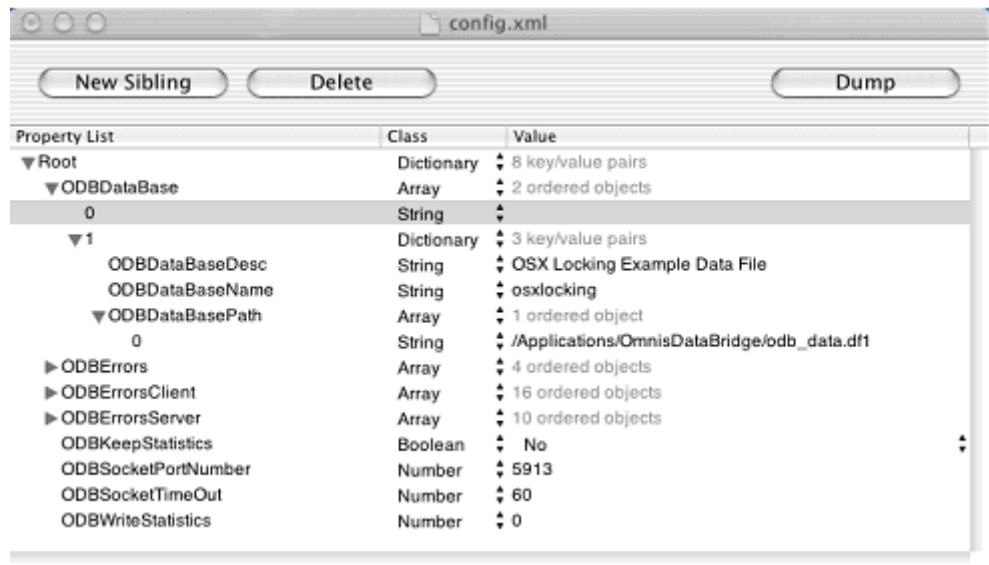 config.xml
New Sibling Delete Dump
Property List Class Value
Root Dictionary 8 key/value pairs
ODBDataBase Array 2 ordered objects
0 String
1 Dictionary 3 key/value pairs
ODBDataBaseDesc String OSX Locking Example Data File
ODBDataBaseName String osxlocking
ODBDataBasePath Array 1 ordered object
0 String /Applications/OmnisDataBridge/odb_data.df1
ODBErrors Array 4 ordered objects
ODBErrorsClient Array 16 ordered objects
ODBErrorsServer Array 10 ordered objects
ODBKeepStatistics Boolean No
ODBSocketPortNumber Number 5913
ODBSocketTimeOut Number 60
ODBWriteStatistics Number 0